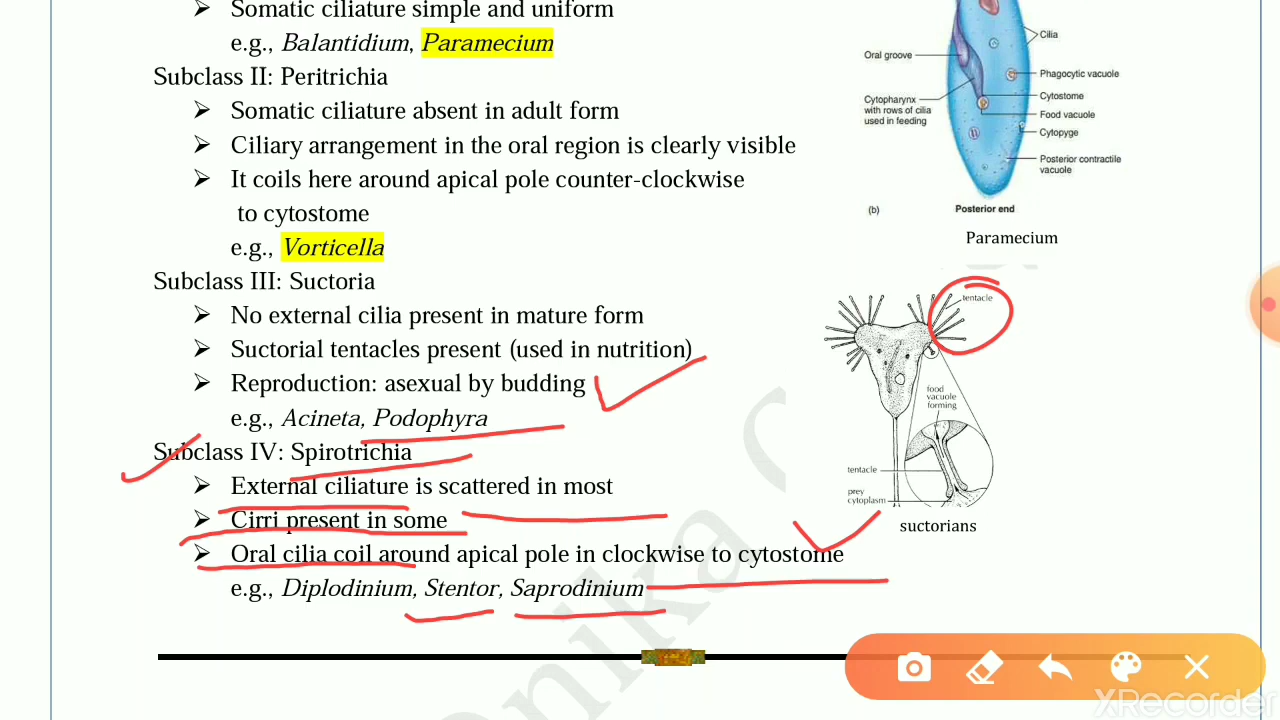 ➢ Somatic ciliature simple and uniform
e.g., Balantidium, Paramecium
Subclass II: Peritrichia
➢ Somatic ciliature absent in adult form
➢ Ciliary arrangement in the oral region is clearly visible
➢ It coils here around apical pole counter-clockwise
to cytostome
e.g., Vorticella
Subclass III: Suctoria
➢ No external cilia present in mature form
➢ Suctorial tentacles present (used in nutrition)
➢ Reproduction: asexual by budding
e.g., Acineta, Podophyra
Subclass IV: Spirotrichia
➢ External ciliature is scattered in most
➢ Cirri present in some
➢ Oral cilia coil around apical pole in clockwise to cytostome
e.g., Diplodinium, Stentor, Saprodinium
Cilia
Oral groove
Phagocytic vacuole
Cytopharynx
with rows of cilia
used in feeding
Cytostome
Food vacuole
Cytopyge
Posterior contractile
vacuole
(b)
Posterior end
Paramecium
tentacle
food
vacuole
forming
tentacle
prey
cytoplasm
suctorians
XRecorder